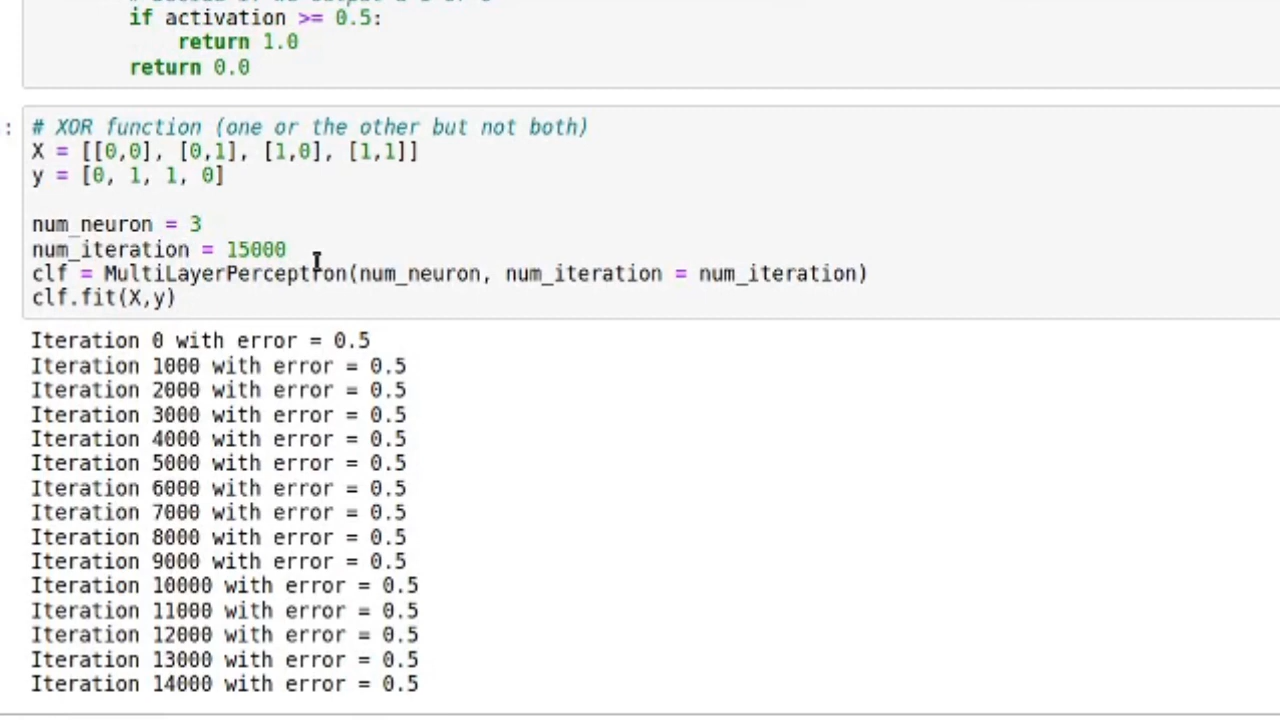 if activation >= 0.5:
return 1.0
return 0.0
: # XOR function (one or the other but not both)
X = [[0,0], [0,1], [1,0], [1,1]]
y = [0, 1, 1, 0]
num_neuron = 3
num_iteration = 15000
clf = MultiLayerPerceptron(num_neuron, num_iteration = num_iteration)
clf.fit(X,y)
Iteration 0 with error = 0.5
Iteration 1000 with error = 0.5
Iteration 2000 with error = 0.5
Iteration 3000 with error = 0.5
Iteration 4000 with error = 0.5
Iteration 5000 with error = 0.5
Iteration 6000 with error = 0.5
Iteration 7000 with error = 0.5
Iteration 8000 with error = 0.5
Iteration 9000 with error = 0.5
Iteration 10000 with error = 0.5
Iteration 11000 with error = 0.5
Iteration 12000 with error = 0.5
Iteration 13000 with error = 0.5
Iteration 14000 with error = 0.5